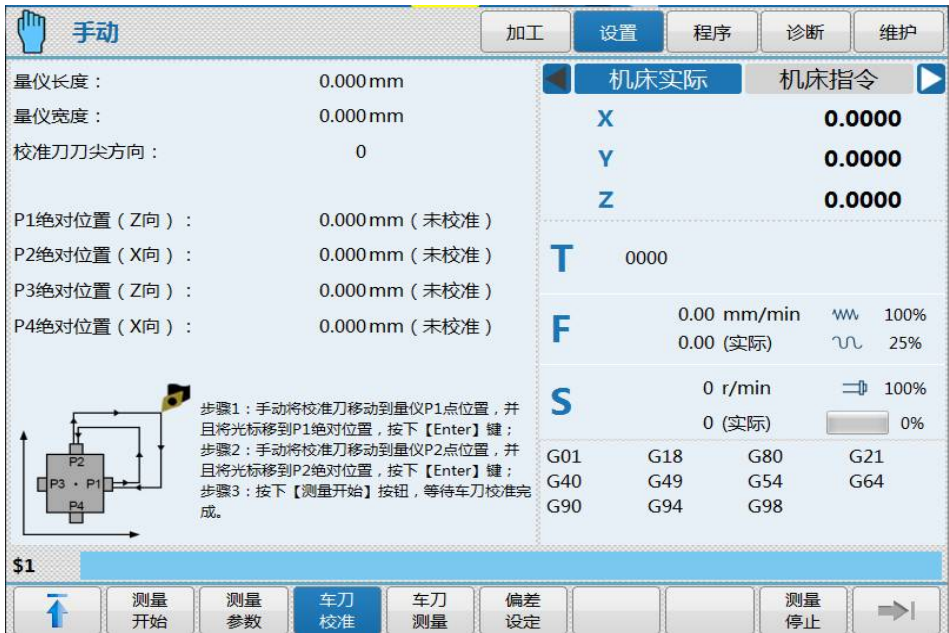 手动
加工
设置
程序
诊断
维护
量仪长度： 0.000 mm
量仪宽度： 0.000 mm
校准刀刀尖方向： 0
P1绝对位置（Z向）： 0.000 mm（未校准）
P2绝对位置（X向）： 0.000 mm（未校准）
P3绝对位置（Z向）： 0.000 mm（未校准）
P4绝对位置（X向）： 0.000 mm（未校准）
P2
P3 · P1
P4
步骤1：手动将校准刀移动到量仪P1点位置，并
且将光标移到P1绝对位置，按下【Enter】键；
步骤2：手动将校准刀移动到量仪P2点位置，并
且将光标移到P2绝对位置，按下【Enter】键；
步骤3：按下【测量开始】按钮，等待车刀校准完
成。
机床实际
机床指令
X 0.0000
Y 0.0000
Z 0.0000
T 0000
F
0.00 mm/min 100%
0.00 (实际) 25%
S
0 r/min 100%
0 (实际) 0%
G01 G18 G80 G21
G40 G49 G54 G64
G90 G94 G98
$1
测量
开始
测量
参数
车刀
校准
车刀
测量
偏差
设定
测量
停止